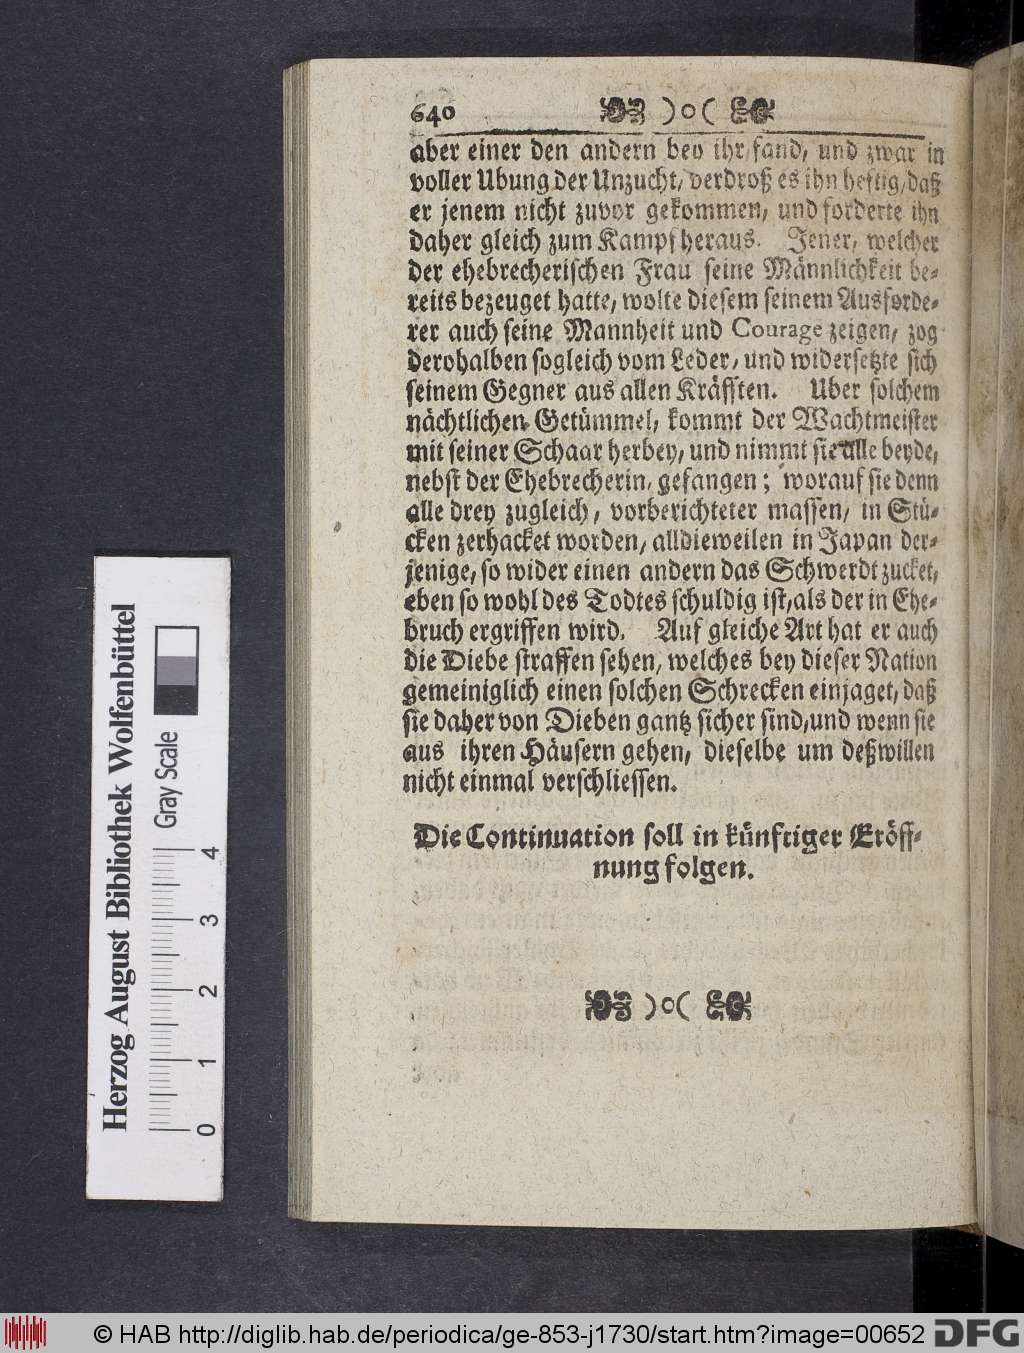 640 )o(
aber einer den andern bey ihr fand, und zwar in
voller Ubung der Unzucht, verdroß es ihn heftig, daß
er jenem nicht zuvor gekommen, und forderte ihn
daher gleich zum Kampf heraus. Jener, welcher
der ehebrecherischen Frau seine Männlichkeit be-
reits bezeuget hatte, wolte diesem seinem Ausforde-
rer auch seine Mannheit und Courage zeigen, zog
derohalben sogleich vom Leder, und widersetzte sich
seinem Gegner aus allen Kräfften. Uber solchem
nächtlichen Getümmel, kommt der Wachtmeister
mit seiner Schaar herbey, und nimmt sie alle beyde,
nebst der Ehebrecherin, gefangen; worauf sie denn
alle drey zugleich, vorberichteter massen, in Stü-
cken zerhacket worden, alldieweilen in Japan der-
jenige, so wider einen andern das Schwerdt zucket,
eben so wohl des Todtes schuldig ist, als der in Ehe-
bruch ergriffen wird. Auf gleiche Art hat er auch
die Diebe straffen sehen, welches bey dieser Nation
gemeiniglich einen solchen Schrecken einjaget, daß
sie daher von Dieben gantz sicher sind, und wenn sie
aus ihren Häusern gehen, dieselbe um deßwillen
nicht einmal verschliessen.
Die Continuation soll in künftiger Eröff-
nung folgen.
)o(
Herzog August Bibliothek Wolfenbüttel
Gray Scale
0 1 2 3 4
© HAB http://diglib.hab.de/periodica/ge-853-j1730/start.htm?image=00652 DFG